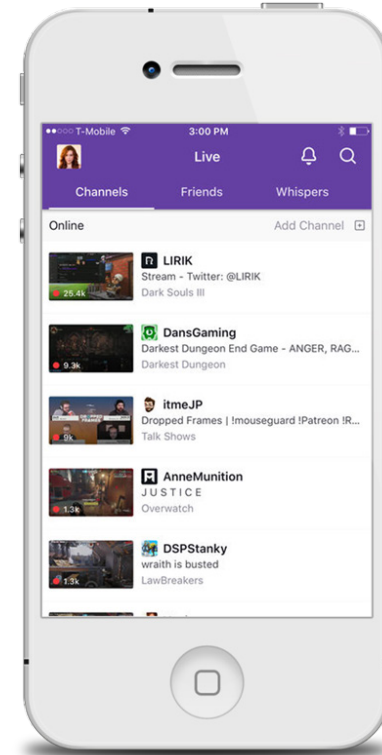 T-Mobile 3:00 PM
Live
Channels Friends Whispers
Online Add Channel
LIRIK
Stream - Twitter: @LIRIK
25.4k Dark Souls III
DansGaming
Darkest Dungeon End Game - ANGER, RAG...
9.3k Darkest Dungeon
itmeJP
Dropped Frames | !mouseguard !Patreon !R...
9k Talk Shows
AnneMunition
J U S T I C E
1.3k Overwatch
DSPStanky
wraith is busted
1.3k LawBreakers